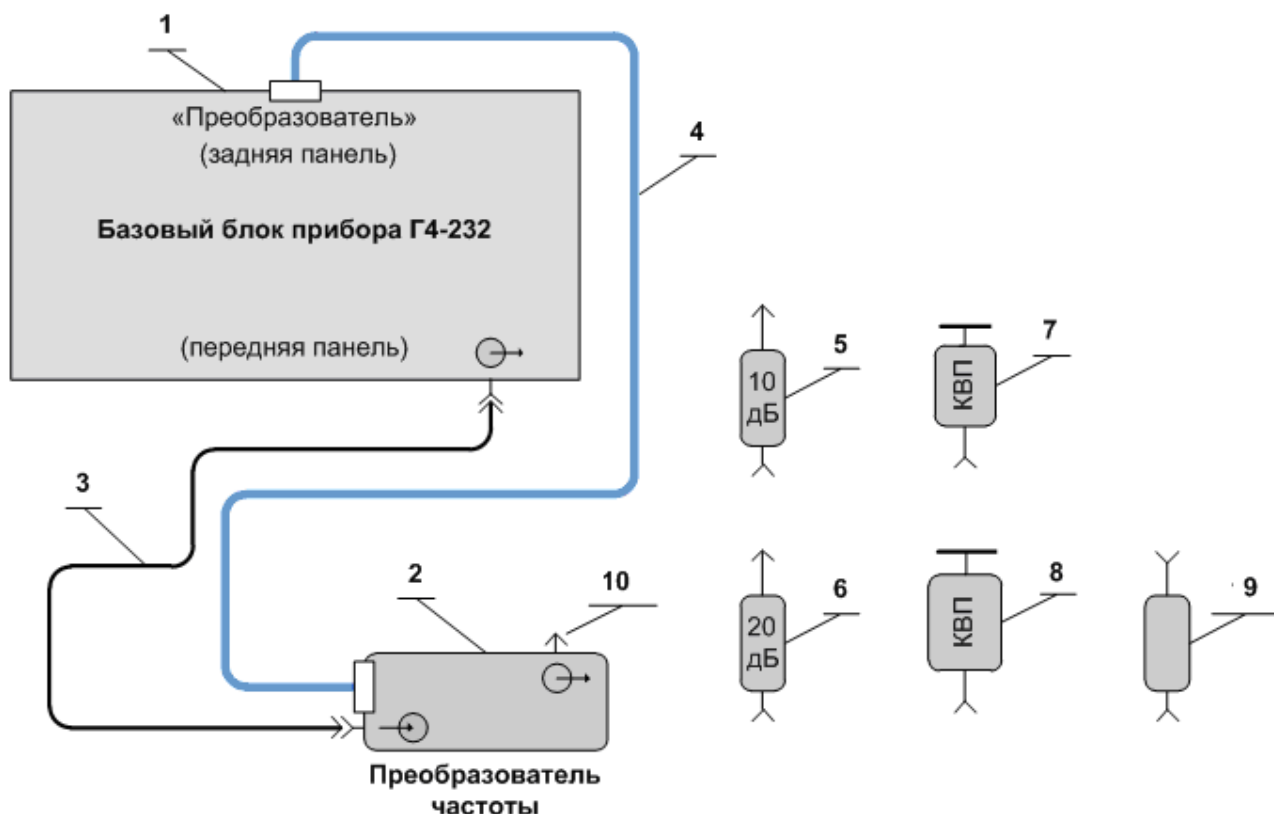 1
«Преобразователь»
(задняя панель)
4
Базовый блок прибора Г4-232
(передняя панель)
5
7
10
дБ
КВП
3
2
10
6
8
9
20
дБ
КВП
Преобразователь
частоты